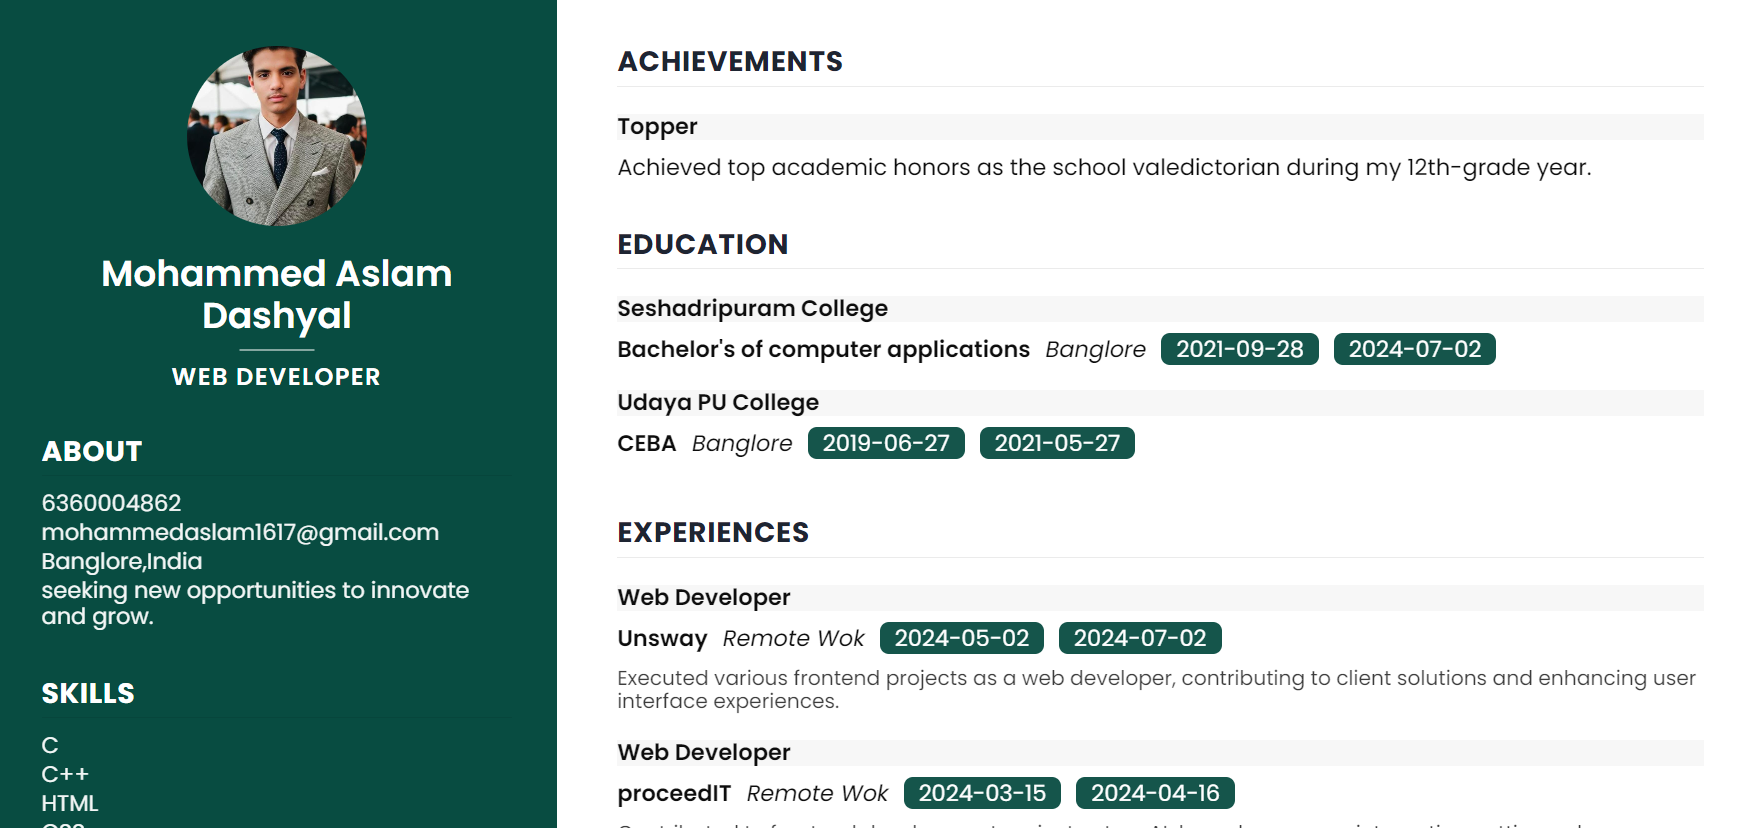 Mohammed Aslam
Dashyal
WEB DEVELOPER
ABOUT
6360004862
mohammedaslam1617@gmail.com
Banglore,India
seeking new opportunities to innovate
and grow.
SKILLS
C
C++
HTML
ACHIEVEMENTS
Topper
Achieved top academic honors as the school valedictorian during my 12th-grade year.
EDUCATION
Seshadripuram College
Bachelor's of computer applications Banglore 2021-09-28 2024-07-02
Udaya PU College
CEBA Banglore 2019-06-27 2021-05-27
EXPERIENCES
Web Developer
Unsway Remote Wok 2024-05-02 2024-07-02
Executed various frontend projects as a web developer, contributing to client solutions and enhancing user
interface experiences.
Web Developer
proceedIT Remote Wok 2024-03-15 2024-04-16